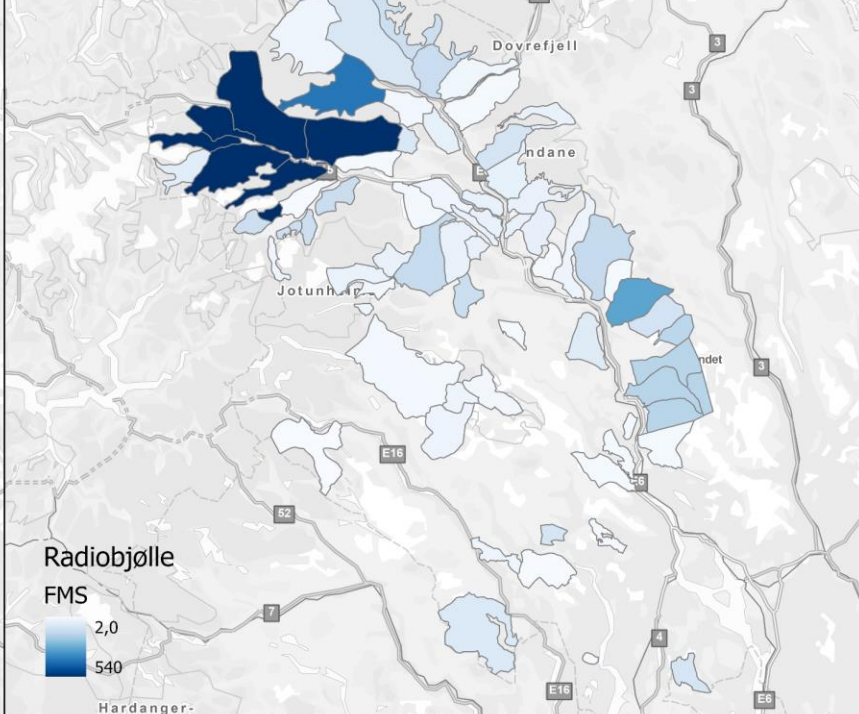 3
Dovrefjell
3
ndane
Jotunhe
ndet
3
E16
E6
52
Radiobjølle
FMS
2,0
540
7
4
E16
E6
Hardanger-